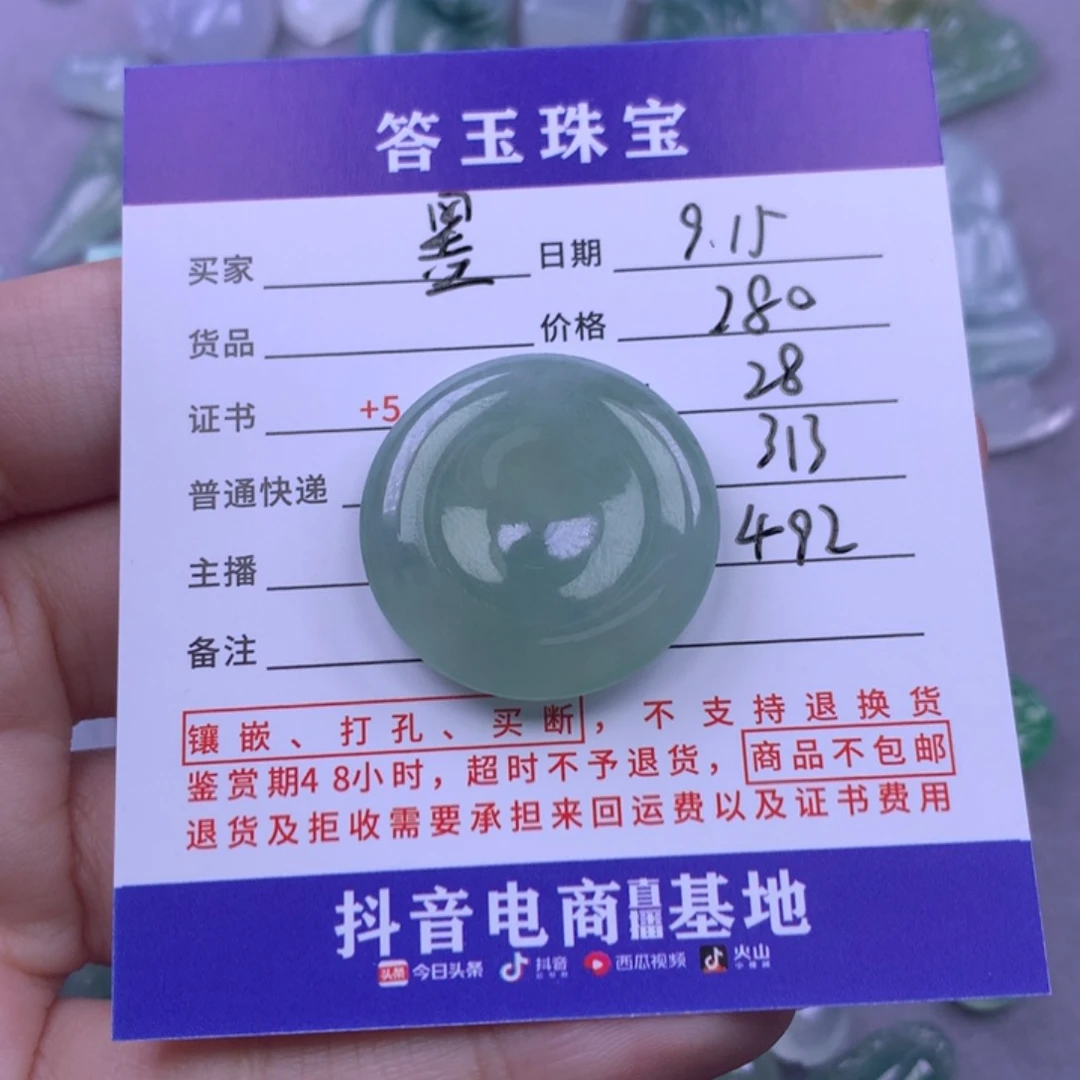 答玉珠宝
买家 日期 9.15
货品 价格 280
证书 +5 28
普通快递 313
主播 492
备注
镶嵌、打孔、买断，不支持退换货
鉴赏期48小时，超时不予退货，商品不包邮
退货及拒收需要承担来回运费以及证书费用
抖音电商直播基地
头条 今日头条 抖音 西瓜视频 火山